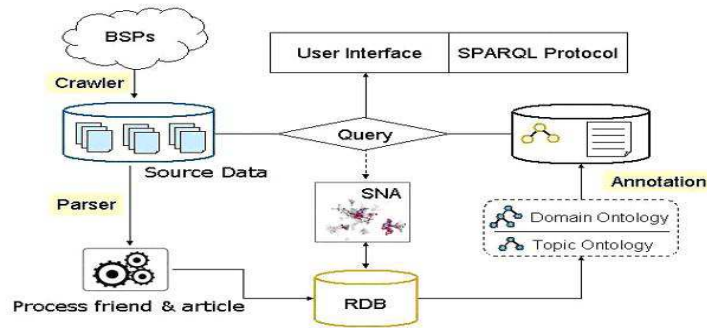 BSPs
User Interface
SPARQL Protocol
Crawler
Query
Source Data
Parser
SNA
Annotation
Domain Ontology
Topic Ontology
Process friend & article
RDB